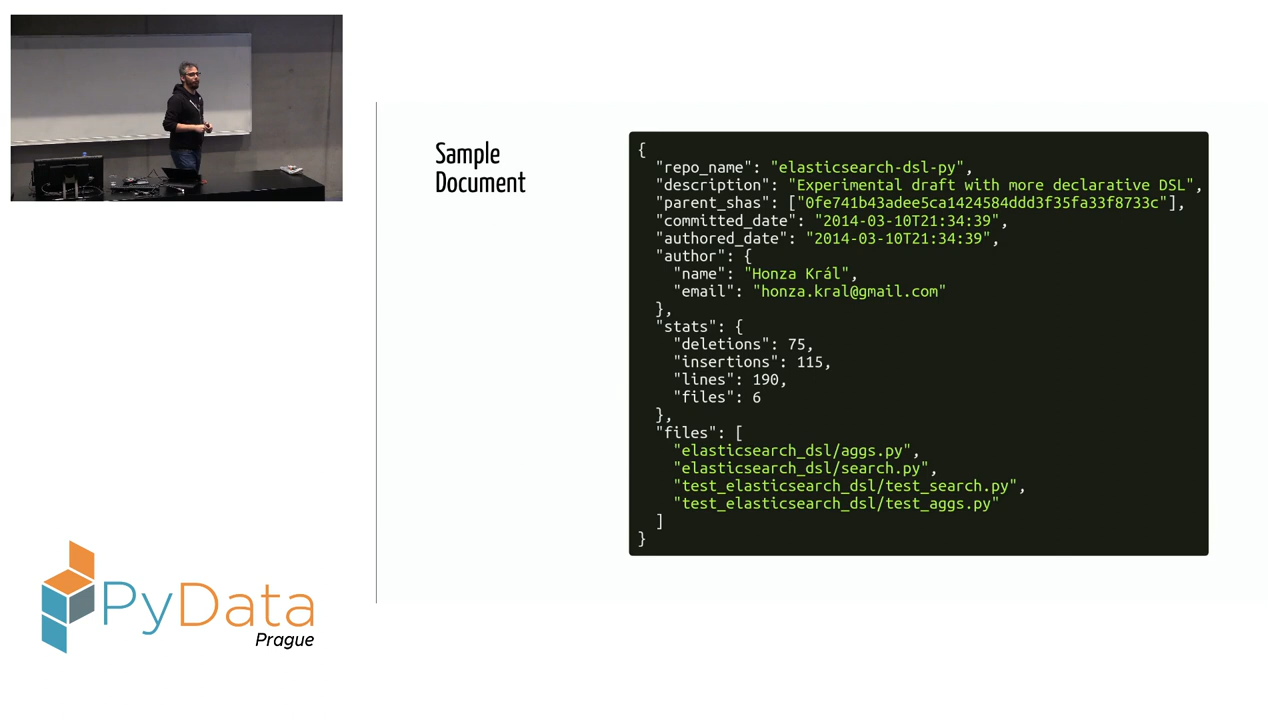 Sample
Document
{
"repo_name": "elasticsearch-dsl-py",
"description": "Experimental draft with more declarative DSL",
"parent_shas": ["0fe741b43adee5ca1424584ddd3f35fa33f8733c"],
"committed_date": "2014-03-10T21:34:39",
"authored_date": "2014-03-10T21:34:39",
"author": {
"name": "Honza Král",
"email": "honza.kral@gmail.com"
},
"stats": {
"deletions": 75,
"insertions": 115,
"lines": 190,
"files": 6
},
"files": [
"elasticsearch_dsl/aggs.py",
"elasticsearch_dsl/search.py",
"test_elasticsearch_dsl/test_search.py",
"test_elasticsearch_dsl/test_aggs.py"
]
}
PyData
Prague